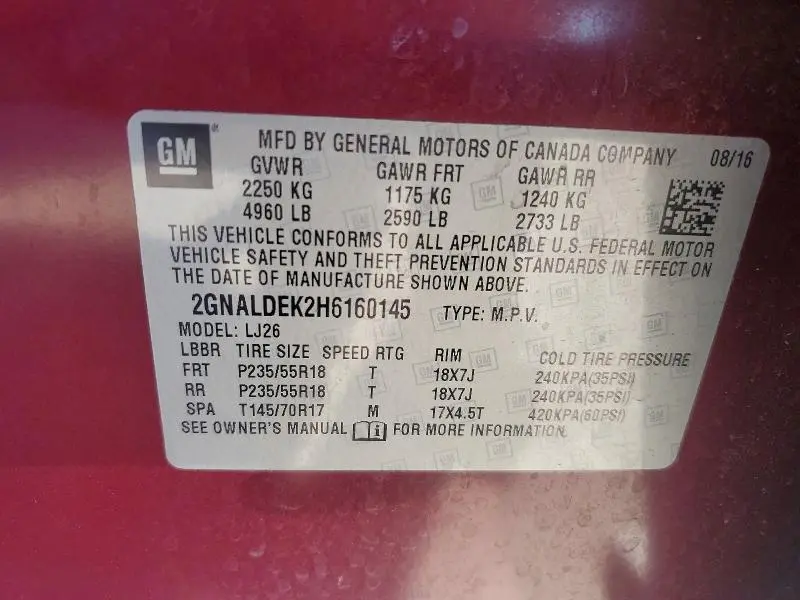 GM
MFD BY GENERAL MOTORS OF CANADA COMPANY 08/16
GVWR GAWR FRT GAWR RR
2250 KG 1175 KG 1240 KG
4960 LB 2590 LB 2733 LB
THIS VEHICLE CONFORMS TO ALL APPLICABLE U.S. FEDERAL MOTOR
VEHICLE SAFETY AND THEFT PREVENTION STANDARDS IN EFFECT ON
THE DATE OF MANUFACTURE SHOWN ABOVE.
2GNALDEK2H6160145 TYPE: M.P.V.
MODEL: LJ26
LBBR TIRE SIZE SPEED RTG RIM COLD TIRE PRESSURE
FRT P235/55R18 T 18X7J 240KPA(35PSI)
RR P235/55R18 T 18X7J 240KPA(35PSI)
SPA T145/70R17 M 17X4.5T 420KPA(60PSI)
SEE OWNER'S MANUAL FOR MORE INFORMATION.